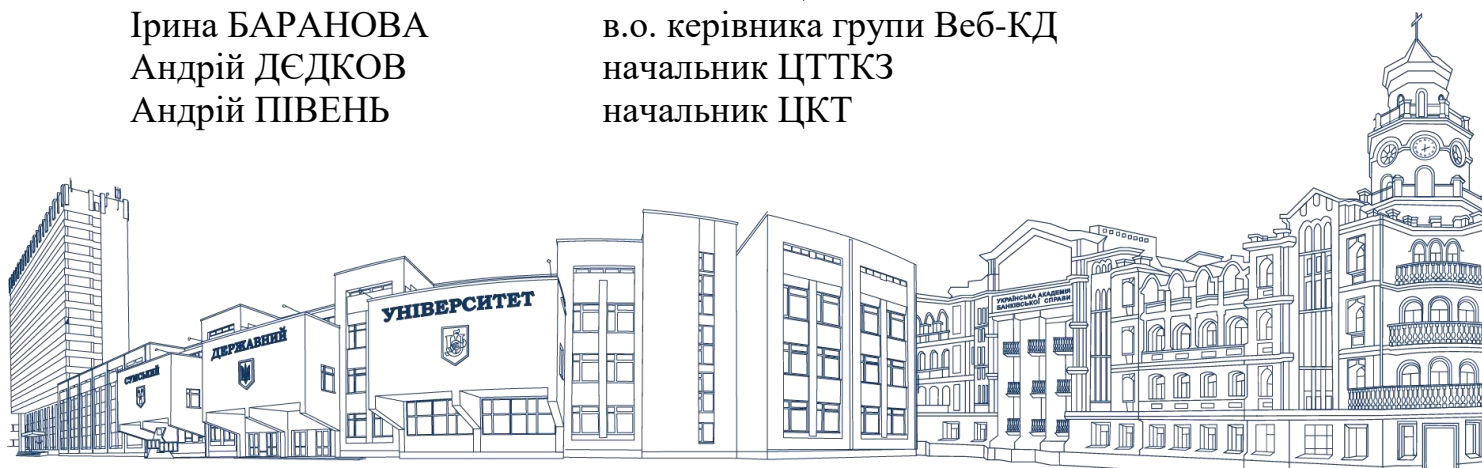 Ірина БАРАНОВА в.о. керівника групи Веб-КД
Андрій ДЄДКОВ начальник ЦТТКЗ
Андрій ПІВЕНЬ начальник ЦКТ
СУМСЬКИЙ
ДЕРЖАВНИЙ
УНІВЕРСИТЕТ
УКРАЇНСЬКА АКАДЕМІЯ
БАНКІВСЬКОЇ СПРАВИ